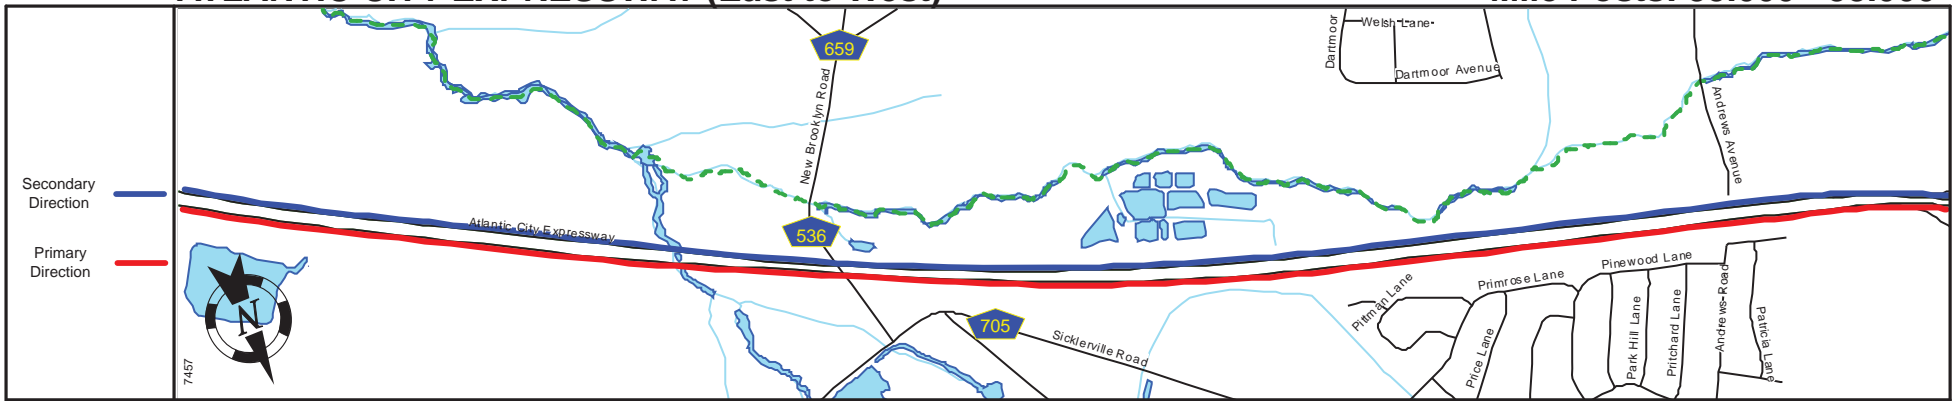 659
Dartmoor
Welsh Lane
Dartmoor Avenue
New Brooklyn Road
Andrews Avenue
Secondary
Direction
Atlantic City Expressway
536
Primary
Direction
Pinewood Lane
Primrose Lane
Pittman Lane
705
Sicklerville Road
Price Lane
Park Hill Lane
Pritchard Lane
Andrews Road
Patricia Lane
N
7457